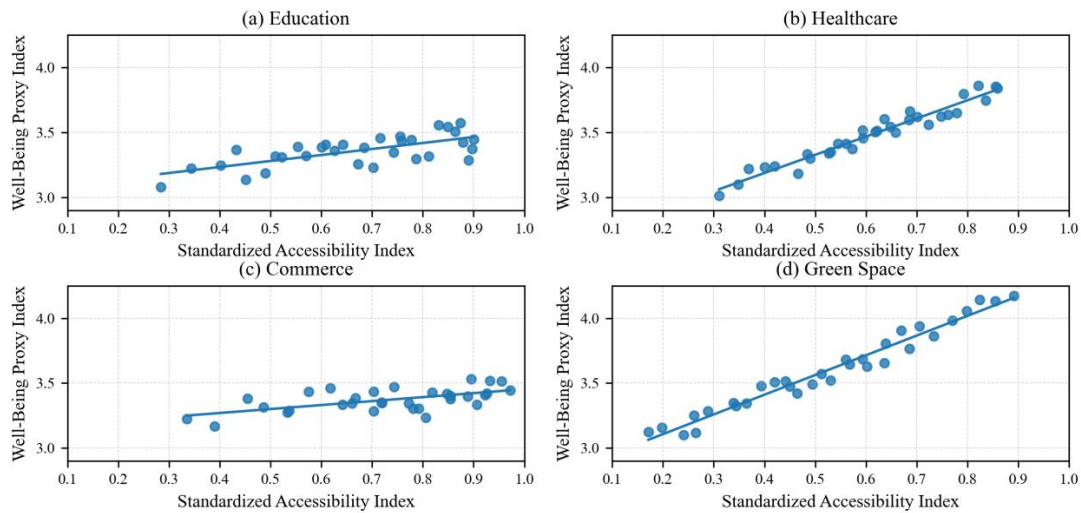 (a) Education
Well-Being Proxy Index
4.0
3.5
3.0
0.1 0.2 0.3 0.4 0.5 0.6 0.7 0.8 0.9 1.0
Standardized Accessibility Index
(b) Healthcare
Well-Being Proxy Index
4.0
3.5
3.0
0.1 0.2 0.3 0.4 0.5 0.6 0.7 0.8 0.9 1.0
Standardized Accessibility Index
(c) Commerce
Well-Being Proxy Index
4.0
3.5
3.0
0.1 0.2 0.3 0.4 0.5 0.6 0.7 0.8 0.9 1.0
Standardized Accessibility Index
(d) Green Space
Well-Being Proxy Index
4.0
3.5
3.0
0.1 0.2 0.3 0.4 0.5 0.6 0.7 0.8 0.9 1.0
Standardized Accessibility Index